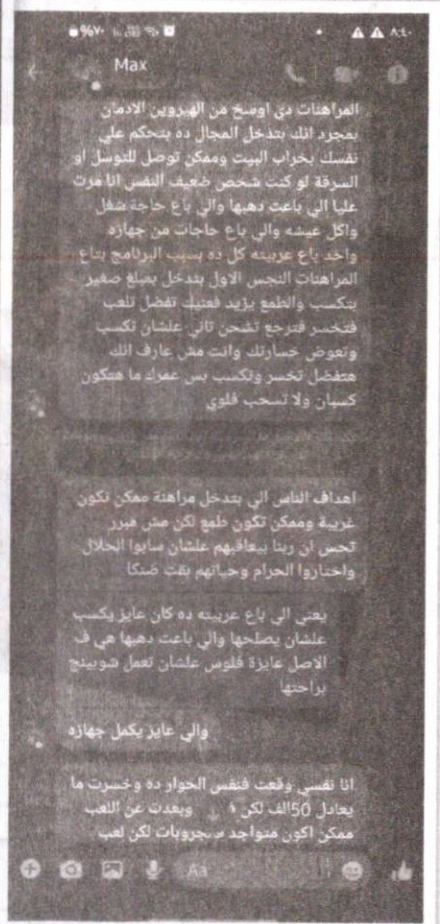 %٧٠
٨:٤٠
Max
المراهنات دي اوسخ من الهيروين الادمان
بمجرد انك بتدخل المجال ده بتحكم علي
نفسك بخراب البيت وممكن توصل للتوسل او
السرقة لو كنت شخص ضعيف النفس انا مرت
عليا الي باعت دهبها والي باع حاجة شغل
واكل عيشه والي باع حاجات من جهازه
واحد باع عربيته كل ده بسبب البرنامج بتاع
المراهنات النجس الاول بتدخل بمبلغ صغير
بتكسب والطمع يزيد فعنيك تفضل تلعب
فتخسر فترجع تشحن تاني علشان تكسب
وتعوض خسارتك وانت مش عارف انك
هتفضل تخسر وتكسب بس عمرك ما هتكون
كسبان ولا تسحب فلوي
اهداف الناس الي بتدخل مراهنة ممكن تكون
غريبة وممكن تكون طمع لكن مش مبرر
تحس ان ربنا بيعاقبهم علشان سابوا الحلال
واختاروا الحرام وحياتهم بقت ضنكا
يعني الي باع عربيته ده كان عايز يكسب
علشان يصلحها والي باعت دهبها هي ف
الاصل عايزة فلوس علشان تعمل شوبينج
براحتها
والي عايز يكمل جهازه
انا نفسي وقعت فنفس الحوار ده وخسرت ما
يعادل 50الف لكن وبعدت عن اللعب
ممكن اكون متواجد لكن لعب
Aa